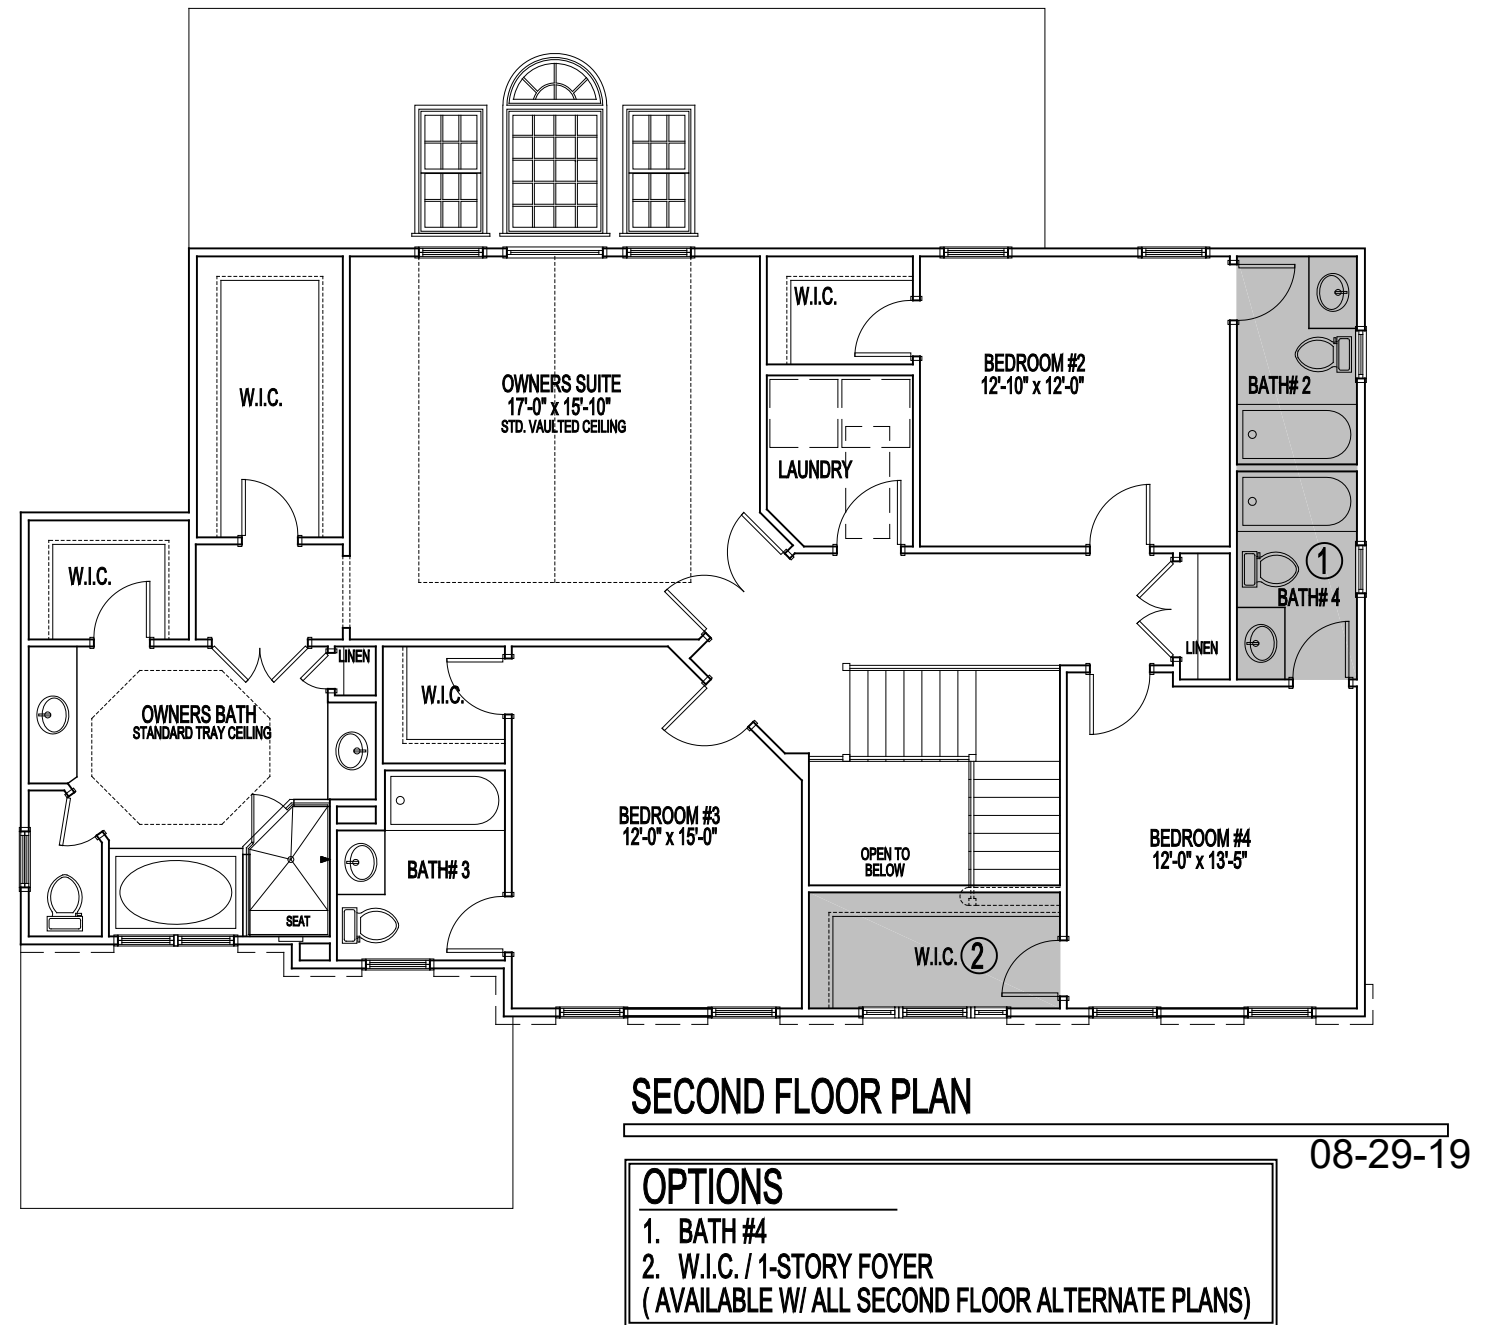 W.I.C.
OWNERS SUITE
17'-0" x 15'-10"
STD. VAULTED CEILING
W.I.C.
LAUNDRY
BEDROOM #2
12'-10" x 12'-0"
BATH# 2
W.I.C.
1
BATH# 4
LINEN
LINEN
W.I.C.
OWNERS BATH
STANDARD TRAY CEILING
SEAT
BATH# 3
BEDROOM #3
12'-0" x 15'-0"
OPEN TO
BELOW
W.I.C. 2
BEDROOM #4
12'-0" x 13'-5"
SECOND FLOOR PLAN
08-29-19
OPTIONS
1. BATH #4
2. W.I.C. / 1-STORY FOYER
( AVAILABLE W/ ALL SECOND FLOOR ALTERNATE PLANS)